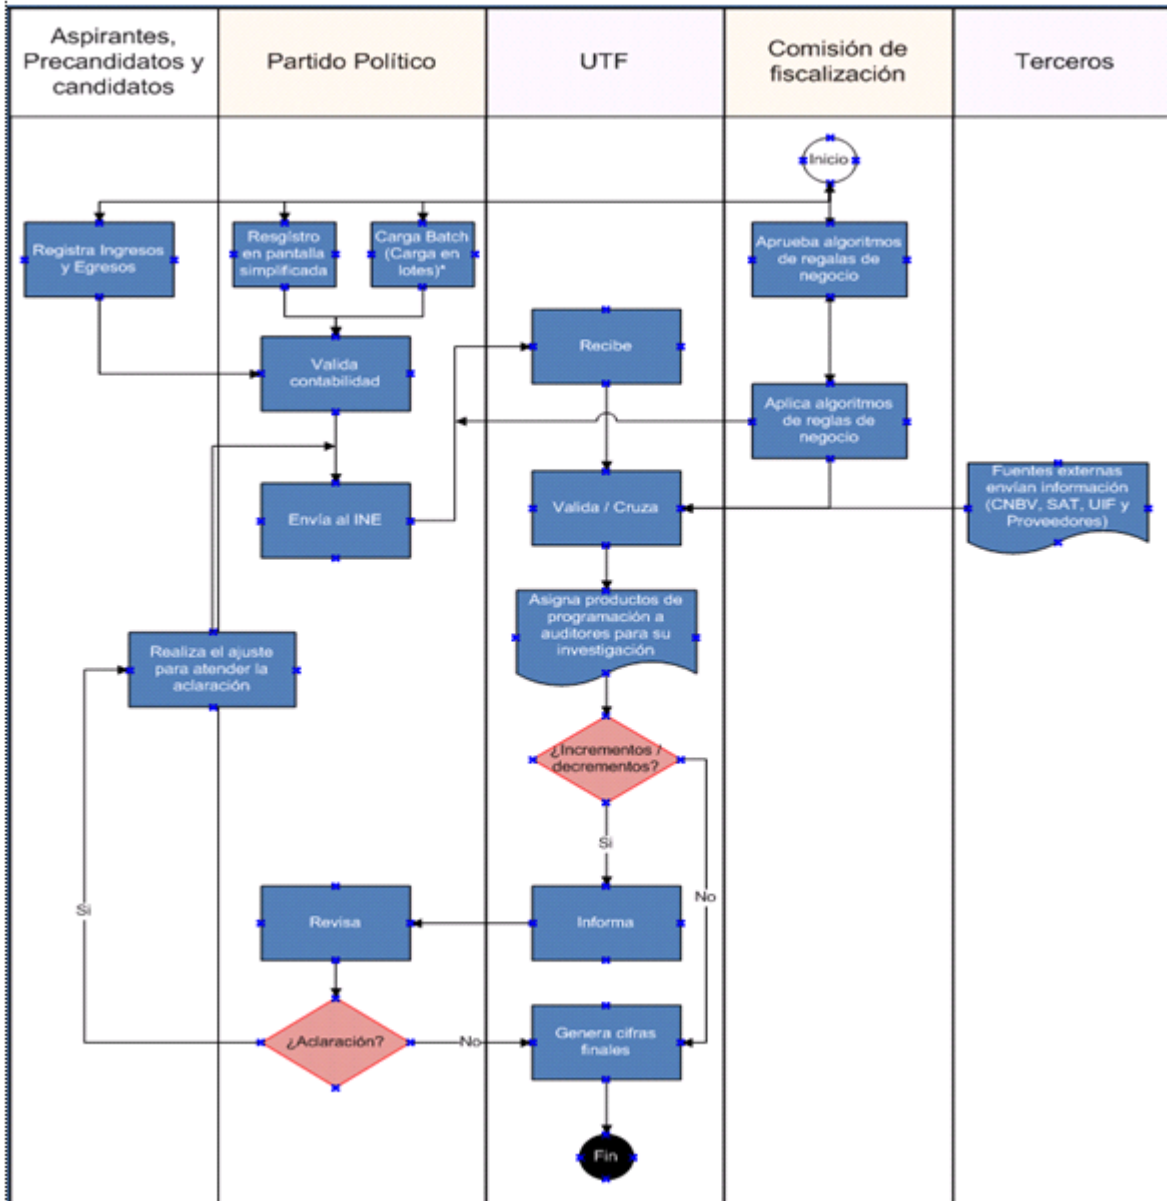 Aspirantes,
Precandidatos y
candidatos
Partido Político
UTF
Comisión de
fiscalización
Terceros
Inicio
Registra Ingresos
y Egresos
Resgistro
en pantalla
simplificada
Carga Batch
(Carga en
lotes)*
Aprueba algoritmos
de regalas de
negocio
Valida
contabilidad
Recibe
Aplica algoritmos
de reglas de
negocio
Envía al INE
Valida / Cruza
Fuentes externas
envían información
(CNBV, SAT, UIF y
Proveedores)
Asigna productos de
programación a
auditores para su
investigación
Realiza el ajuste
para atender la
aclaración
¿Incrementos /
decrementos?
Si
No
Si
Revisa
Informa
¿Aclaración?
No
Genera cifras
finales
Fin